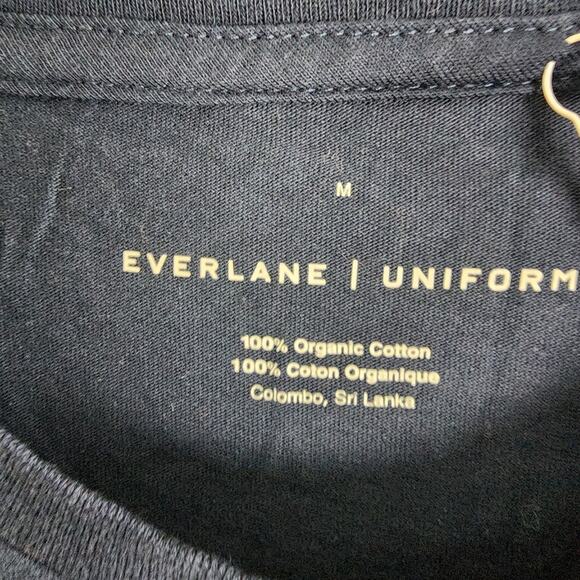 M
EVERLANE | UNIFORM
100% Organic Cotton
100% Coton Organique
Colombo, Sri Lanka